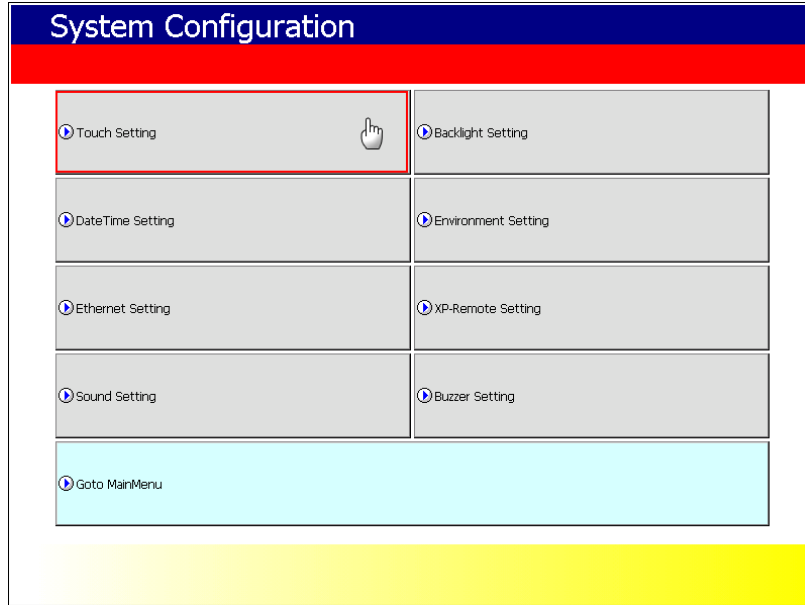 System Configuration
Touch Setting
Backlight Setting
DateTime Setting
Environment Setting
Ethernet Setting
XP-Remote Setting
Sound Setting
Buzzer Setting
Goto MainMenu